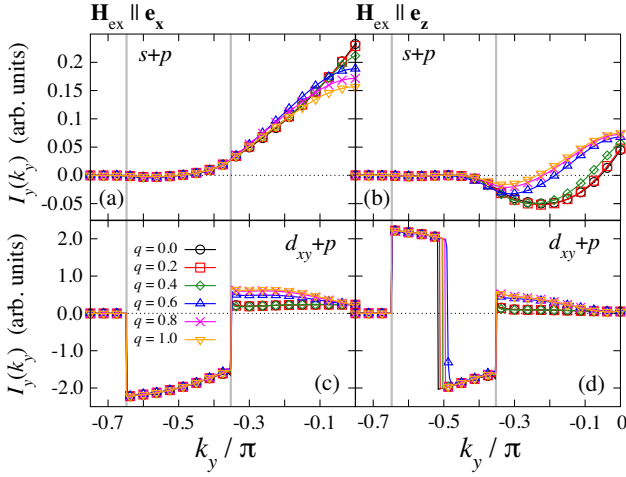 H_ex || e_x
H_ex || e_z
s+p
s+p
0.2
0.15
0.1
0.05
0.0
-0.05
I_y(k_y) (arb. units)
(a)
(b)
q = 0.0
q = 0.2
q = 0.4
q = 0.6
q = 0.8
q = 1.0
d_xy+p
d_xy+p
2.0
1.0
0.0
-1.0
-2.0
I_y(k_y) (arb. units)
(c)
(d)
-0.7 -0.5 -0.3 -0.1 -0.7 -0.5 -0.3 -0.1 0
k_y / π
k_y / π